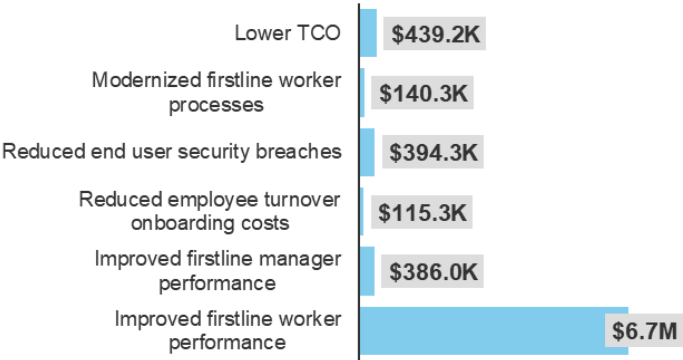 Lower TCO
$439.2K
Modernized firstline worker
processes
$140.3K
Reduced end user security breaches
$394.3K
Reduced employee turnover
onboarding costs
$115.3K
Improved firstline manager
performance
$386.0K
Improved firstline worker
performance
$6.7M